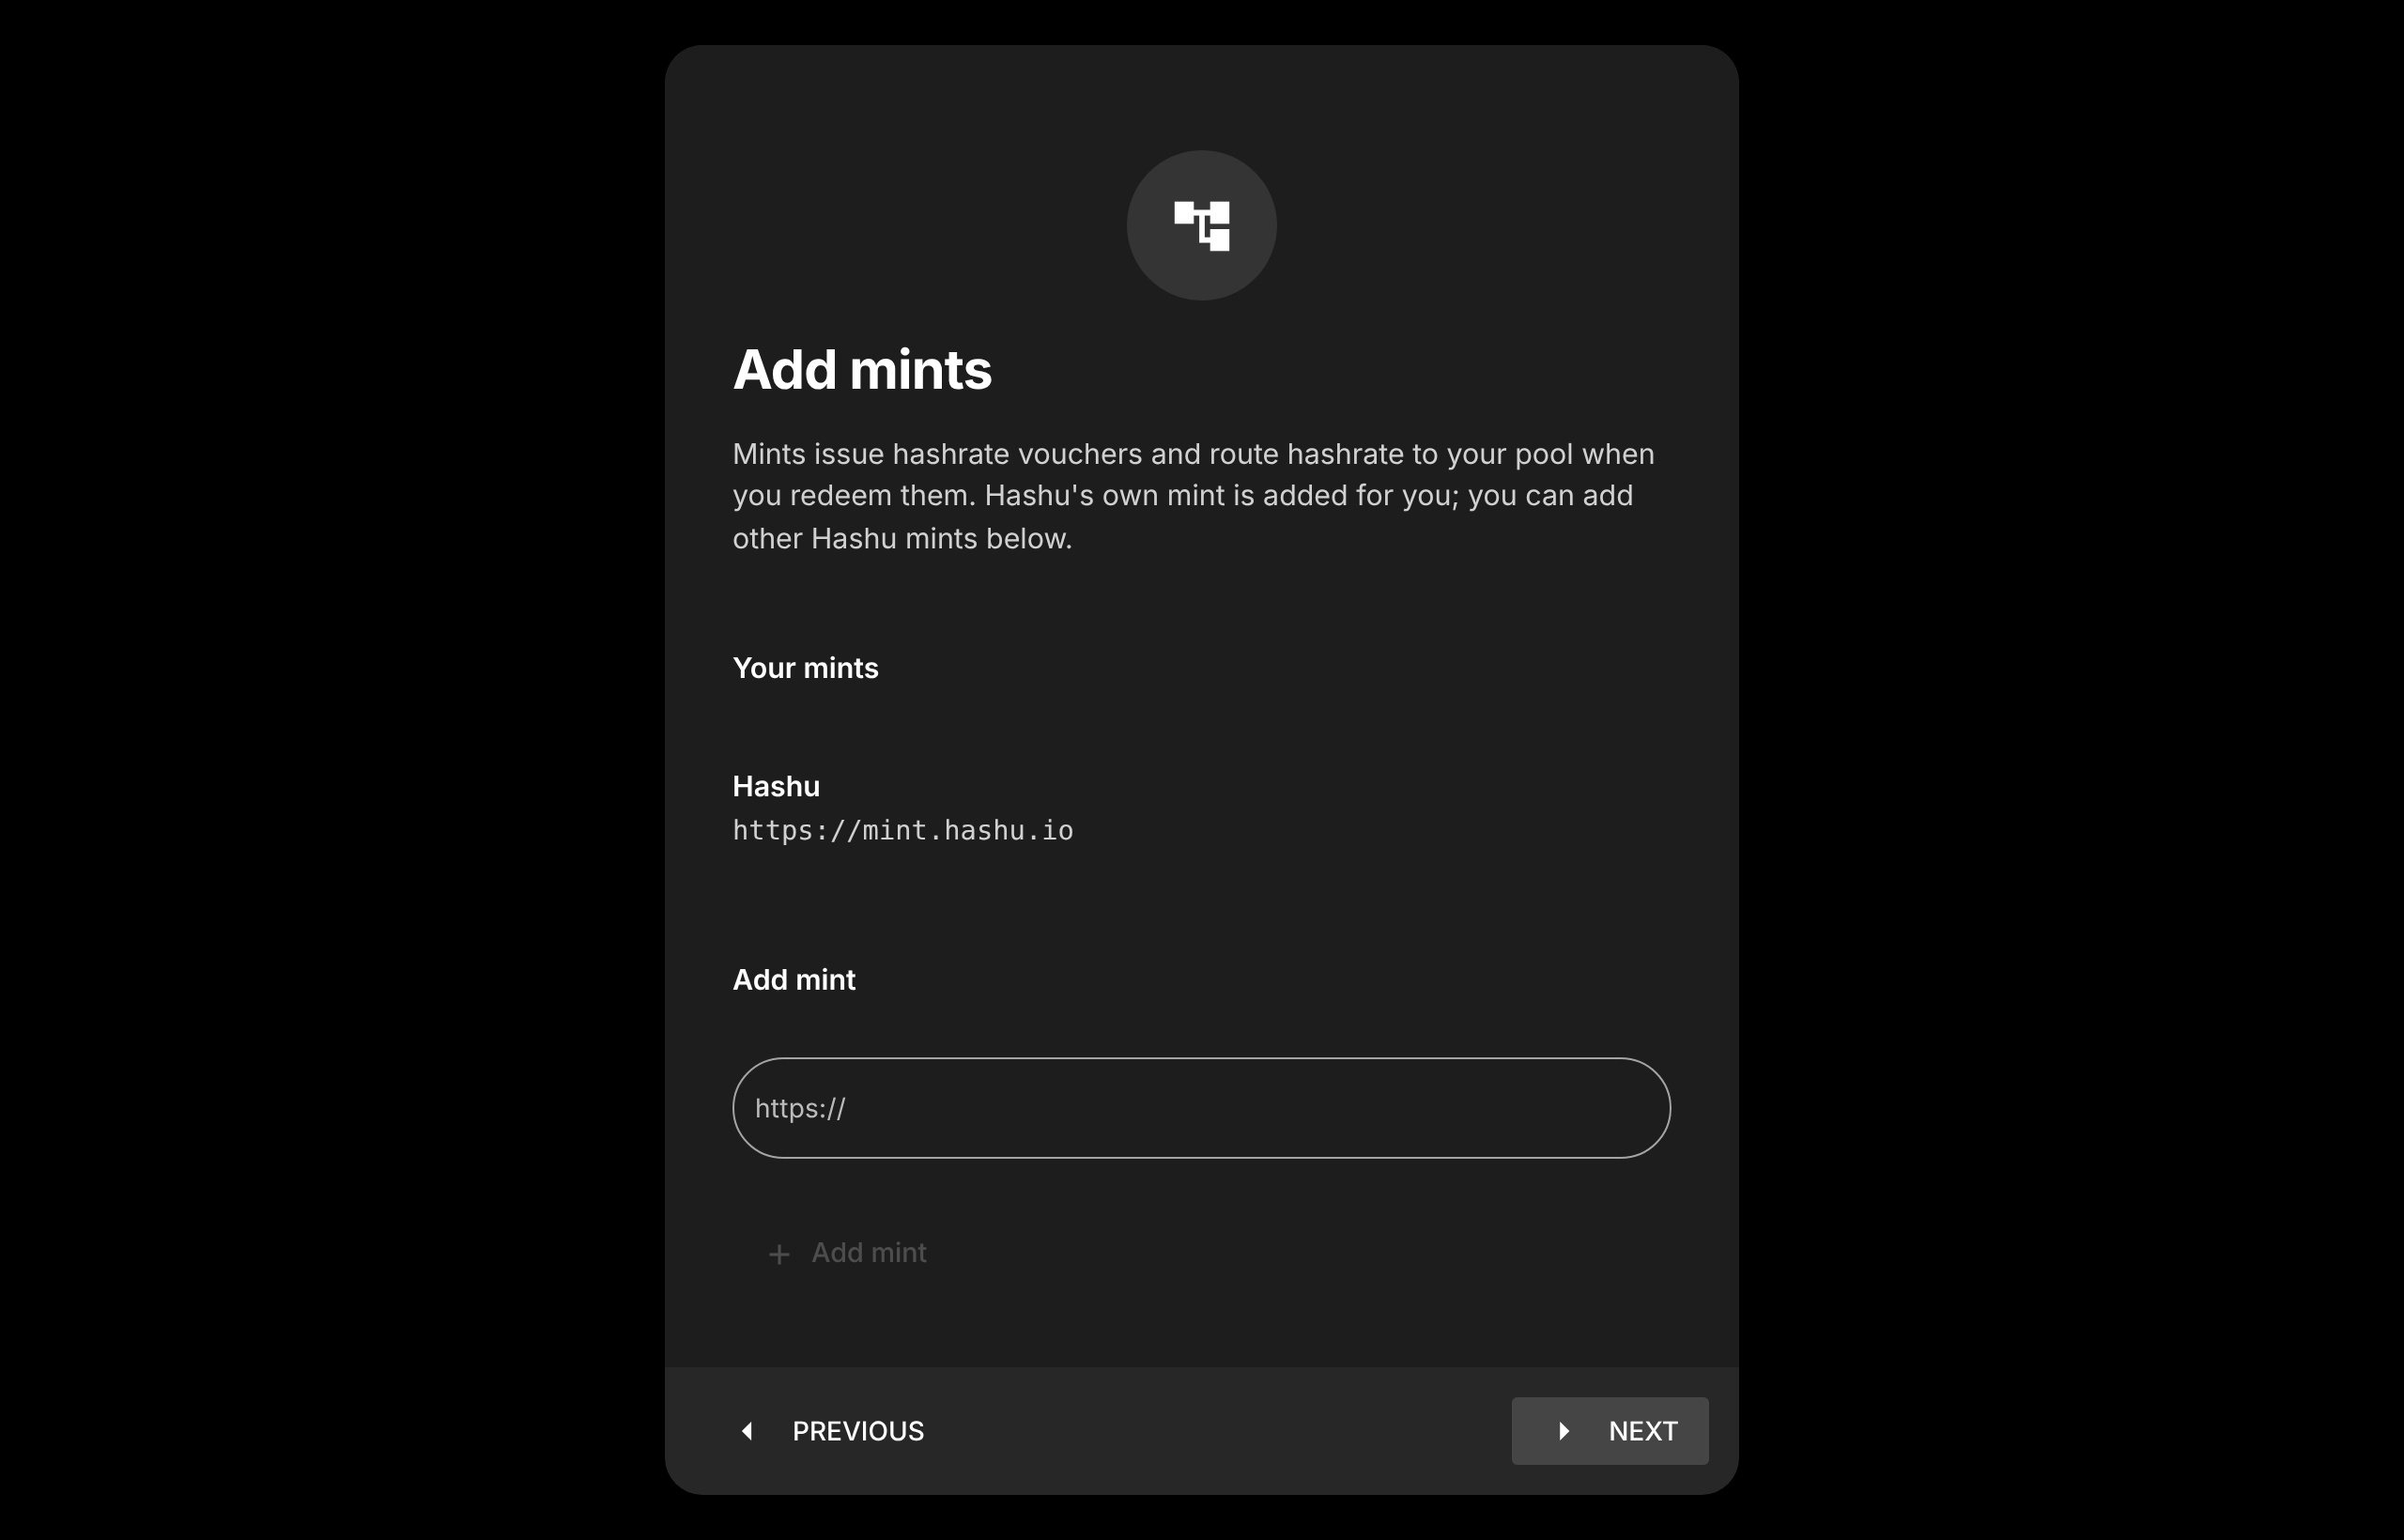 Add mints
Mints issue hashrate vouchers and route hashrate to your pool when
you redeem them. Hashu's own mint is added for you; you can add
other Hashu mints below.
Your mints
Hashu
https://mint.hashu.io
Add mint
https://
Add mint
PREVIOUS
NEXT